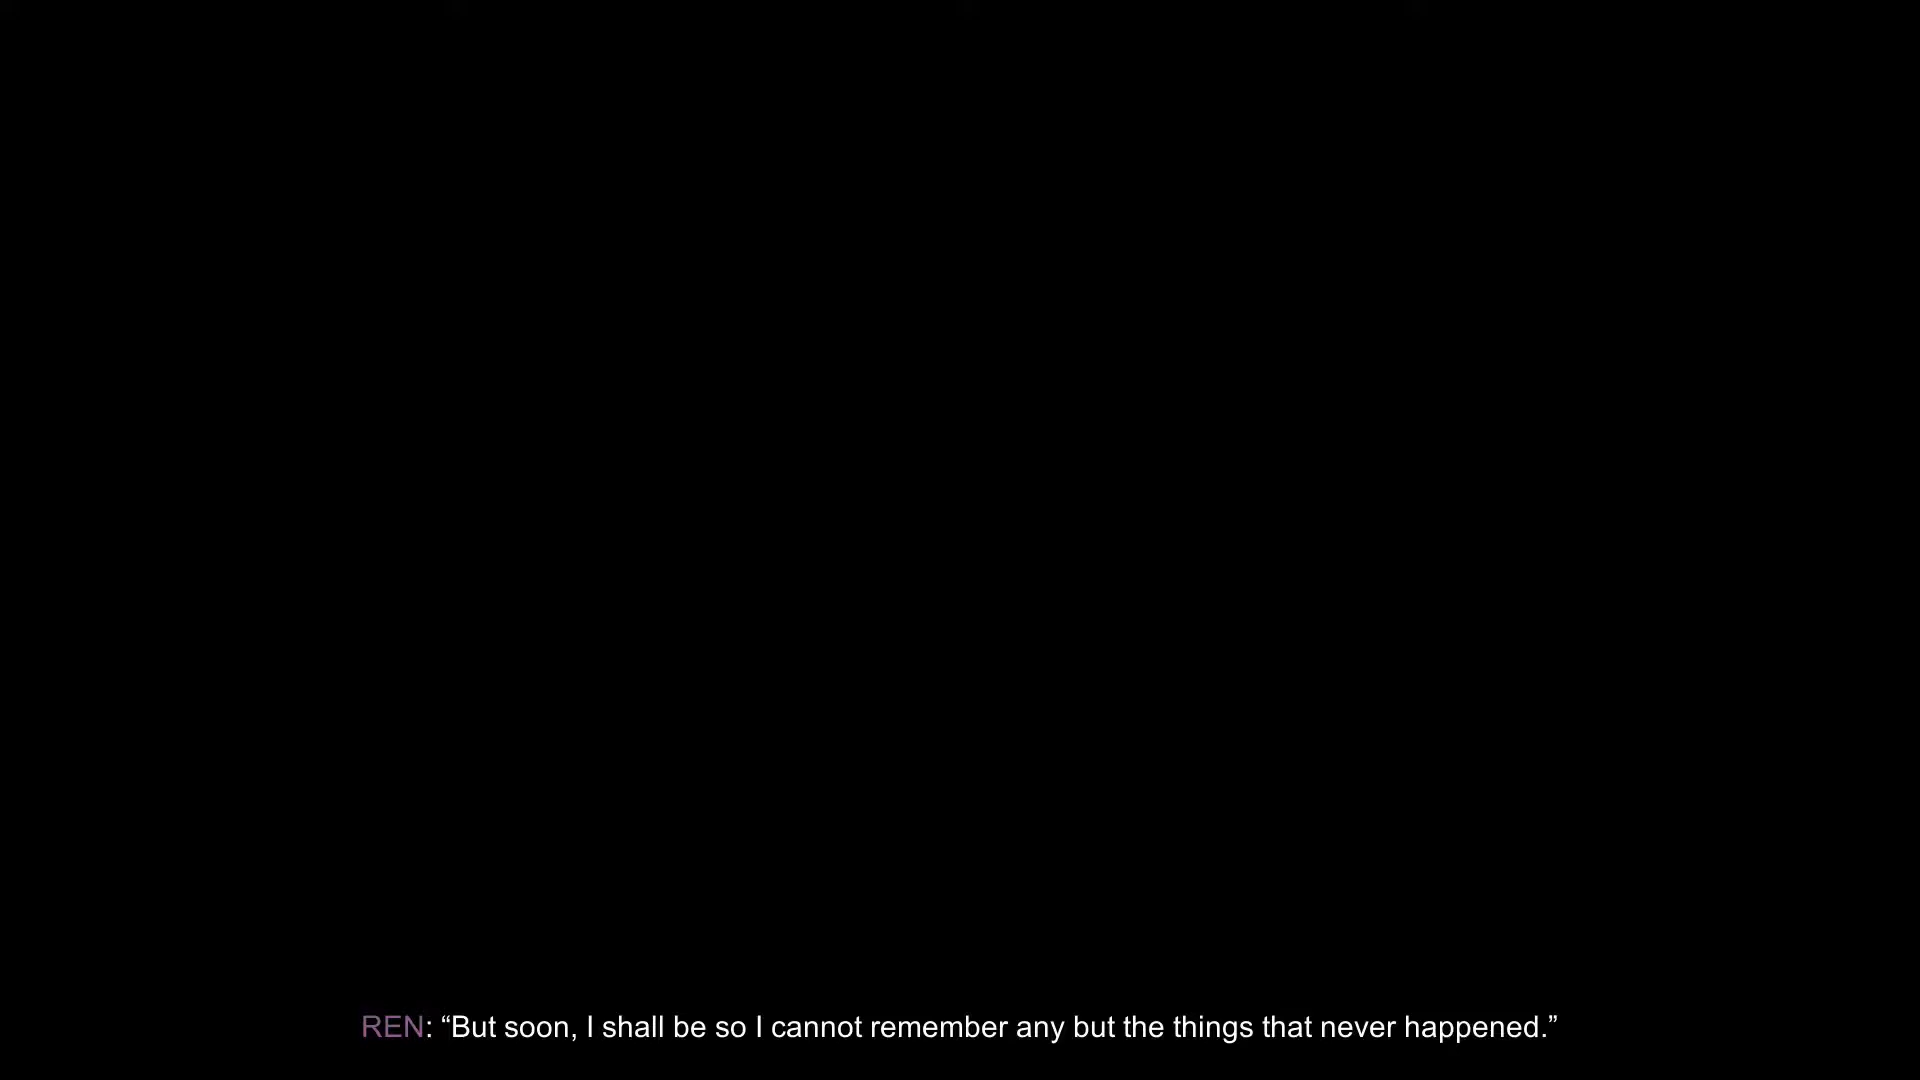 REN: “But soon, I shall be so I cannot remember any but the things that never happened.”